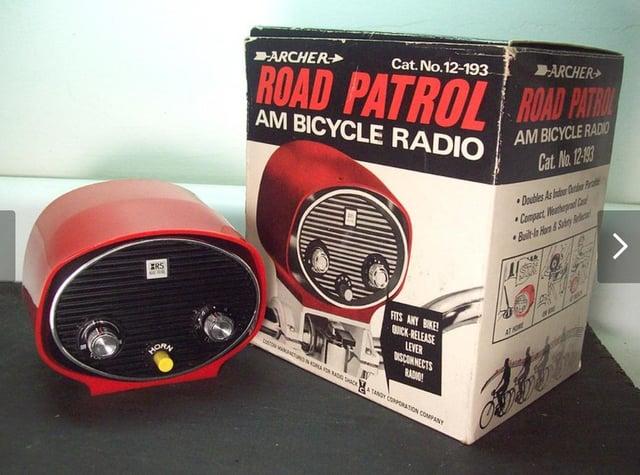 ARCHER
Cat. No. 12-193
ROAD PATROL
AM BICYCLE RADIO
RS
FITS ANY BIKE!
QUICK-RELEASE
LEVER
DISCONNECTS
RADIO!
CUSTOM MANUFACTURED IN KOREA FOR RADIO SHACK A TANDY CORPORATION COMPANY
ARCHER
ROAD PATROL
AM BICYCLE RADIO
Cat. No. 12-193
• Doubles As Indoor/Outdoor Portable
• Compact, Weatherproof Case
• Built-In Horn & Safety Reflector
AT HOME
ON BIKE
HORN